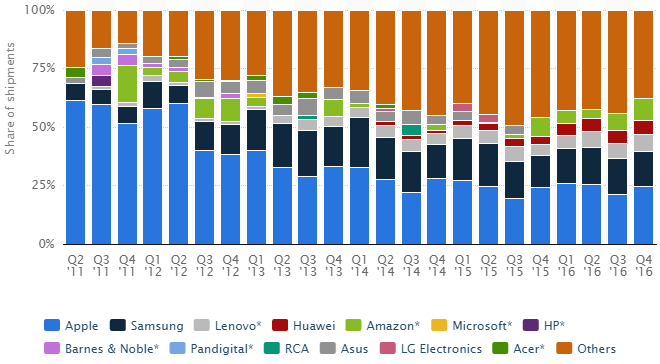 100%
75%
50%
25%
0%
Share of shipments
Q2 '11
Q3 '11
Q4 '11
Q1 '12
Q2 '12
Q3 '12
Q4 '12
Q1 '13
Q2 '13
Q3 '13
Q4 '13
Q1 '14
Q2 '14
Q3 '14
Q4 '14
Q1 '15
Q2 '15
Q3 '15
Q4 '15
Q1 '16
Q2 '16
Q3 '16
Q4 '16
Apple Samsung Lenovo* Huawei Amazon* Microsoft* HP*
Barnes & Noble* Pandigital* RCA Asus LG Electronics Acer* Others